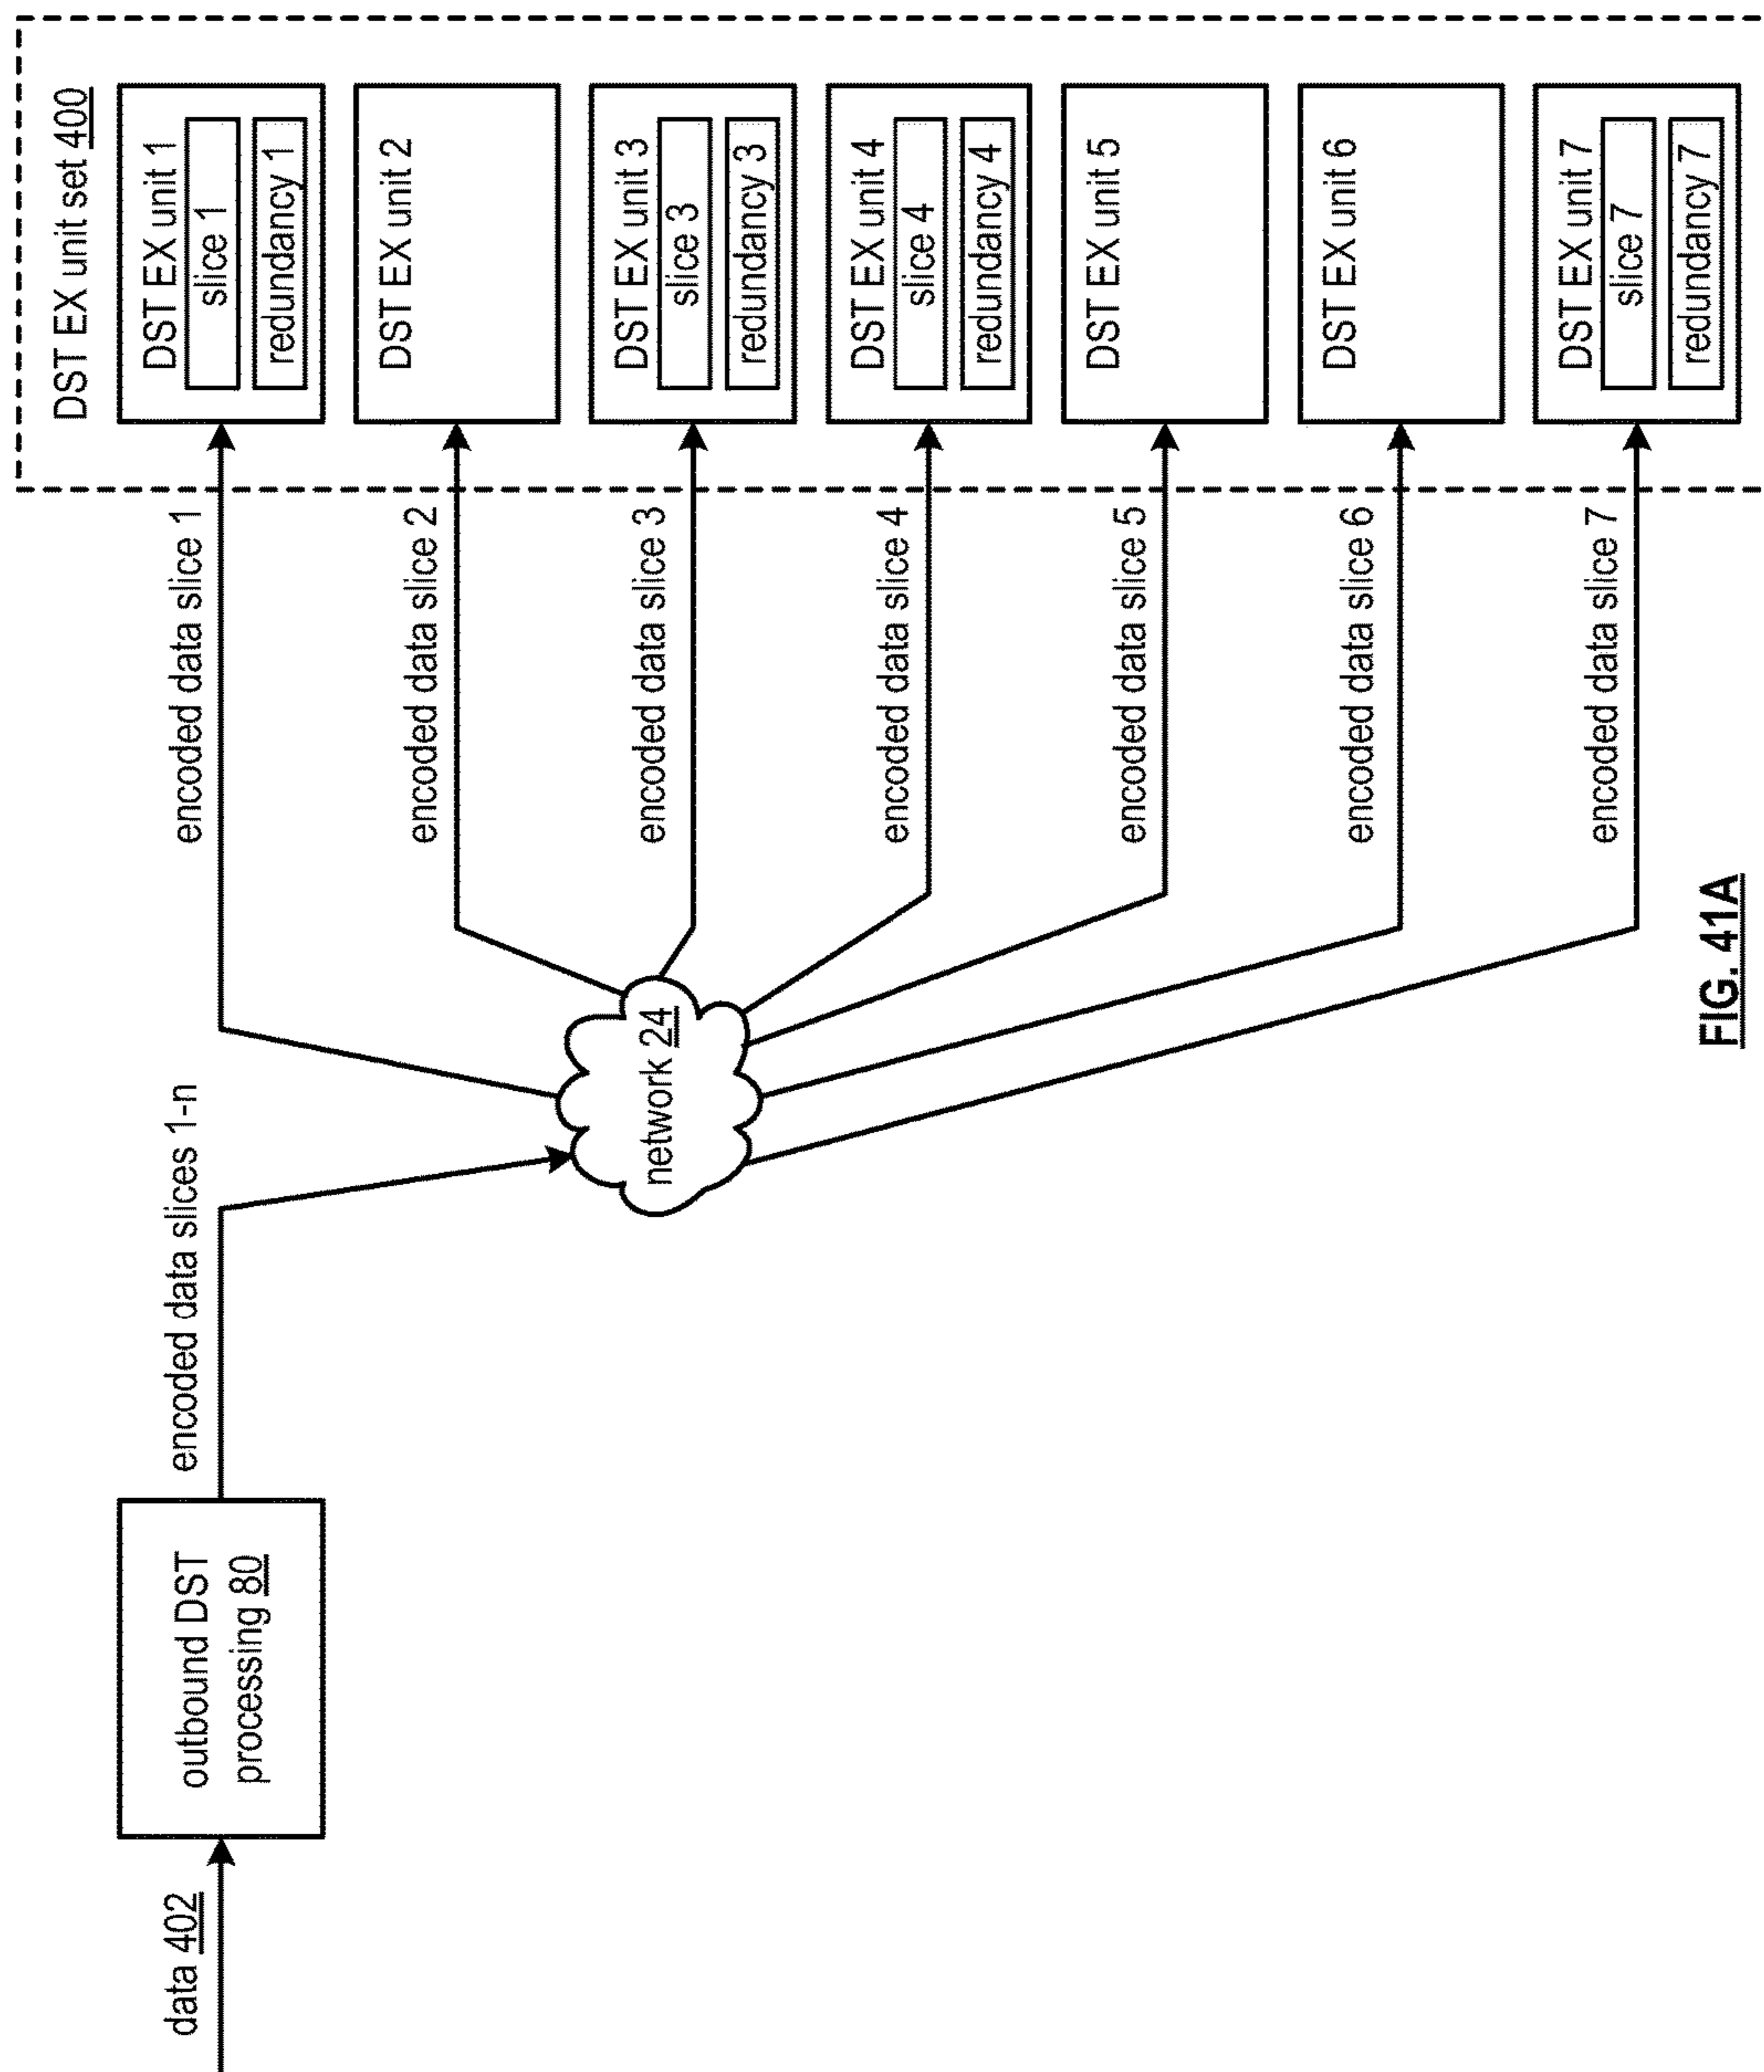 data 402
outbound DST
processing 80
encoded data slices 1-n
network 24
encoded data slice 1
encoded data slice 2
encoded data slice 3
encoded data slice 4
encoded data slice 5
encoded data slice 6
encoded data slice 7
DST EX unit set 400
DST EX unit 1
slice 1
redundancy 1
DST EX unit 2
DST EX unit 3
slice 3
redundancy 3
DST EX unit 4
slice 4
redundancy 4
DST EX unit 5
DST EX unit 6
DST EX unit 7
slice 7
redundancy 7
FIG. 41A